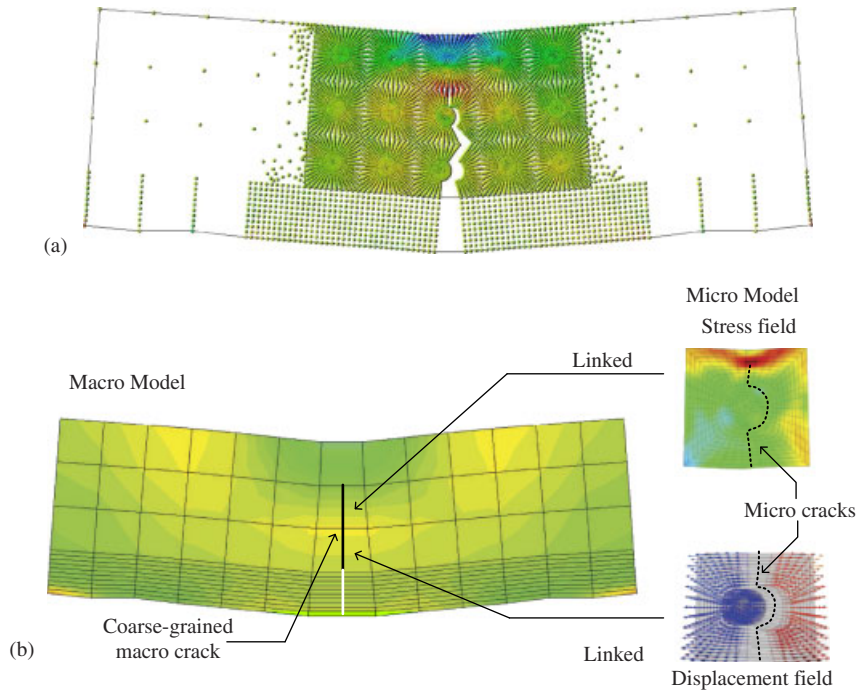 (a)
Micro Model
Stress field
Linked
Macro Model
Micro cracks
Coarse-grained
macro crack
(b)
Linked
Displacement field